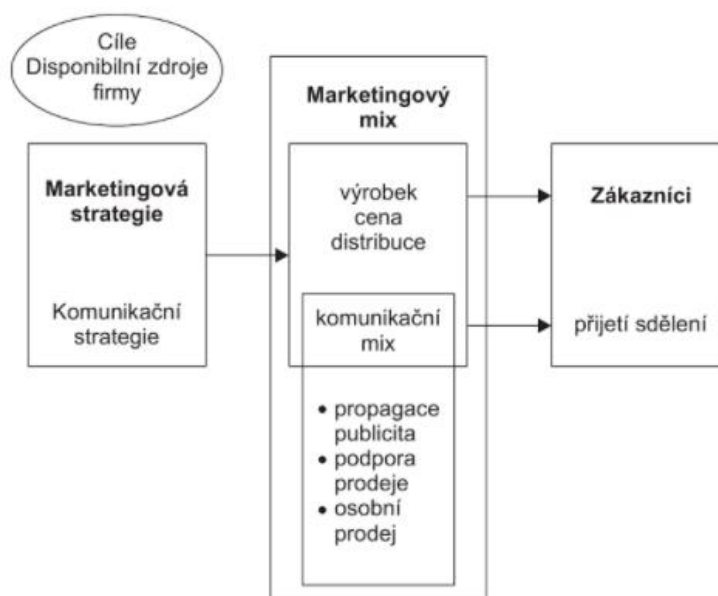 Cíle
Disponibilní zdroje
firmy
Marketingová
strategie
Komunikační
strategie
Marketingový
mix
výrobek
cena
distribuce
komunikační
mix
• propagace
publicita
• podpora
prodeje
• osobní
prodej
Zákazníci
přijetí sdělení